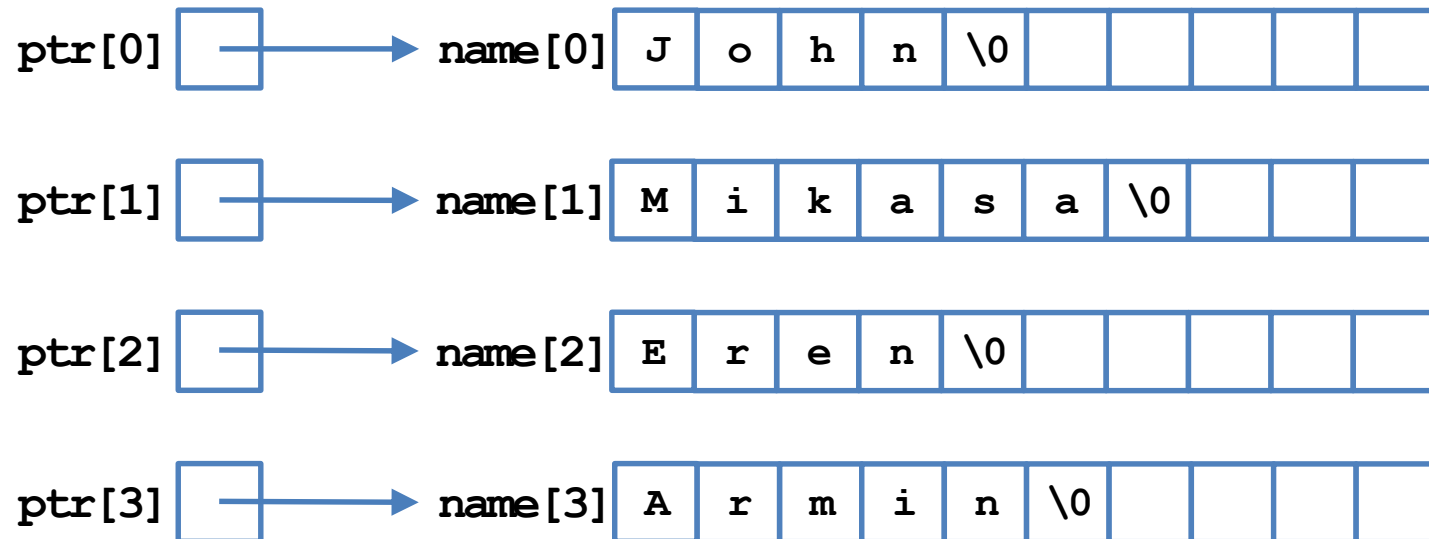 ptr[0] name[0] J o h n \0
ptr[1] name[1] M i k a s a \0
ptr[2] name[2] E r e n \0
ptr[3] name[3] A r m i n \0